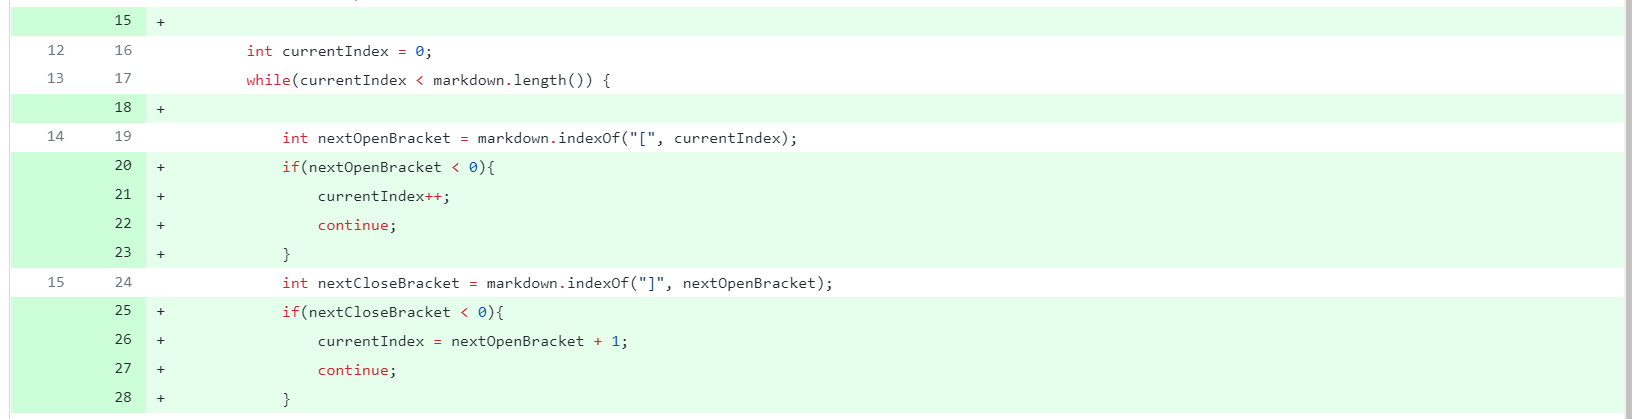 15 +
12 16 int currentIndex = 0;
13 17 while(currentIndex < markdown.length()) {
18 +
14 19 int nextOpenBracket = markdown.indexOf("[", currentIndex);
20 + if(nextOpenBracket < 0){
21 + currentIndex++;
22 + continue;
23 + }
15 24 int nextCloseBracket = markdown.indexOf("]", nextOpenBracket);
25 + if(nextCloseBracket < 0){
26 + currentIndex = nextOpenBracket + 1;
27 + continue;
28 + }